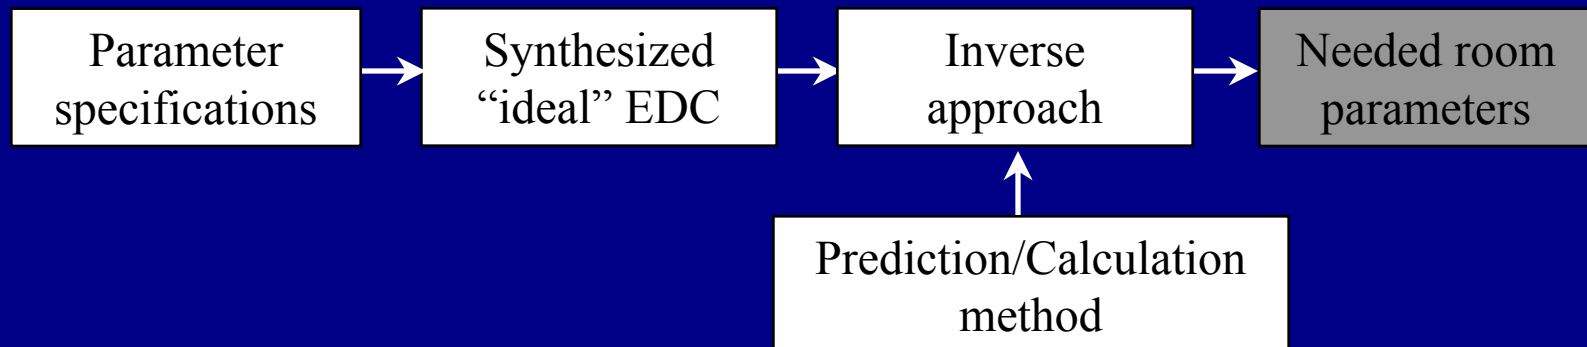 Parameter
specifications
Synthesized
“ideal” EDC
Inverse
approach
Needed room
parameters
Prediction/Calculation
method